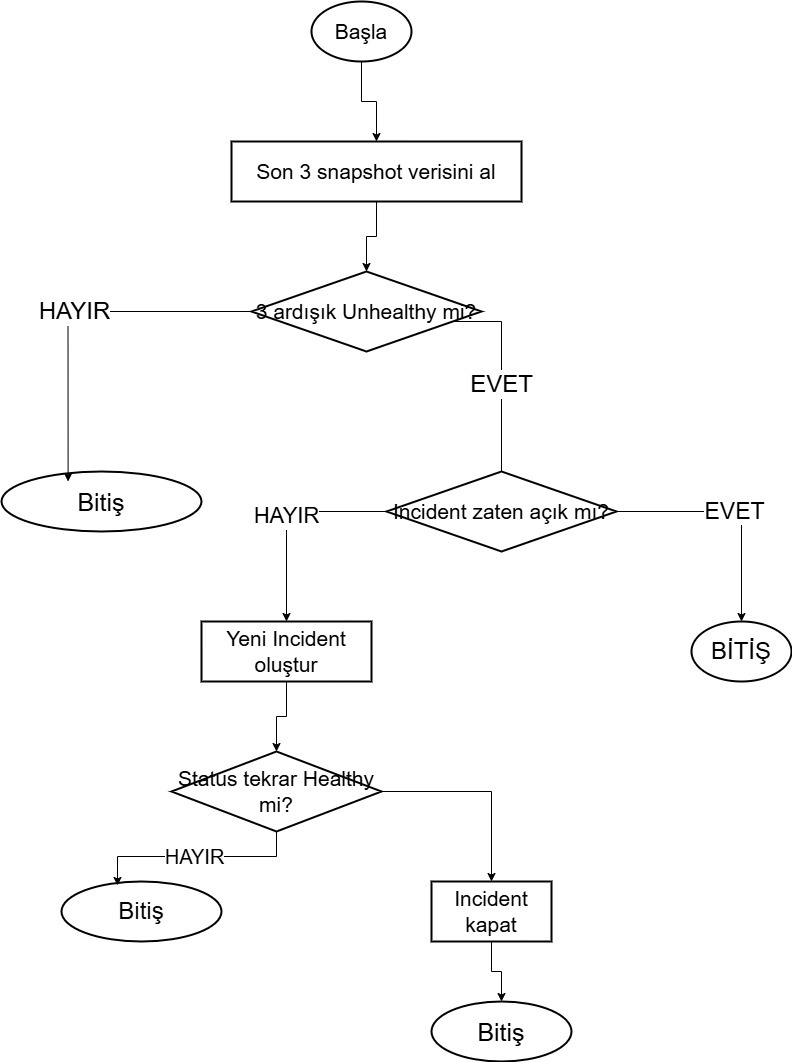 Başla
Son 3 snapshot verisini al
3 ardışık Unhealthy mı?
HAYIR
EVET
Bitiş
Incident zaten açık mı?
HAYIR
EVET
Yeni Incident
oluştur
BİTİŞ
Status tekrar Healthy
mi?
HAYIR
Bitiş
Incident
kapat
Bitiş